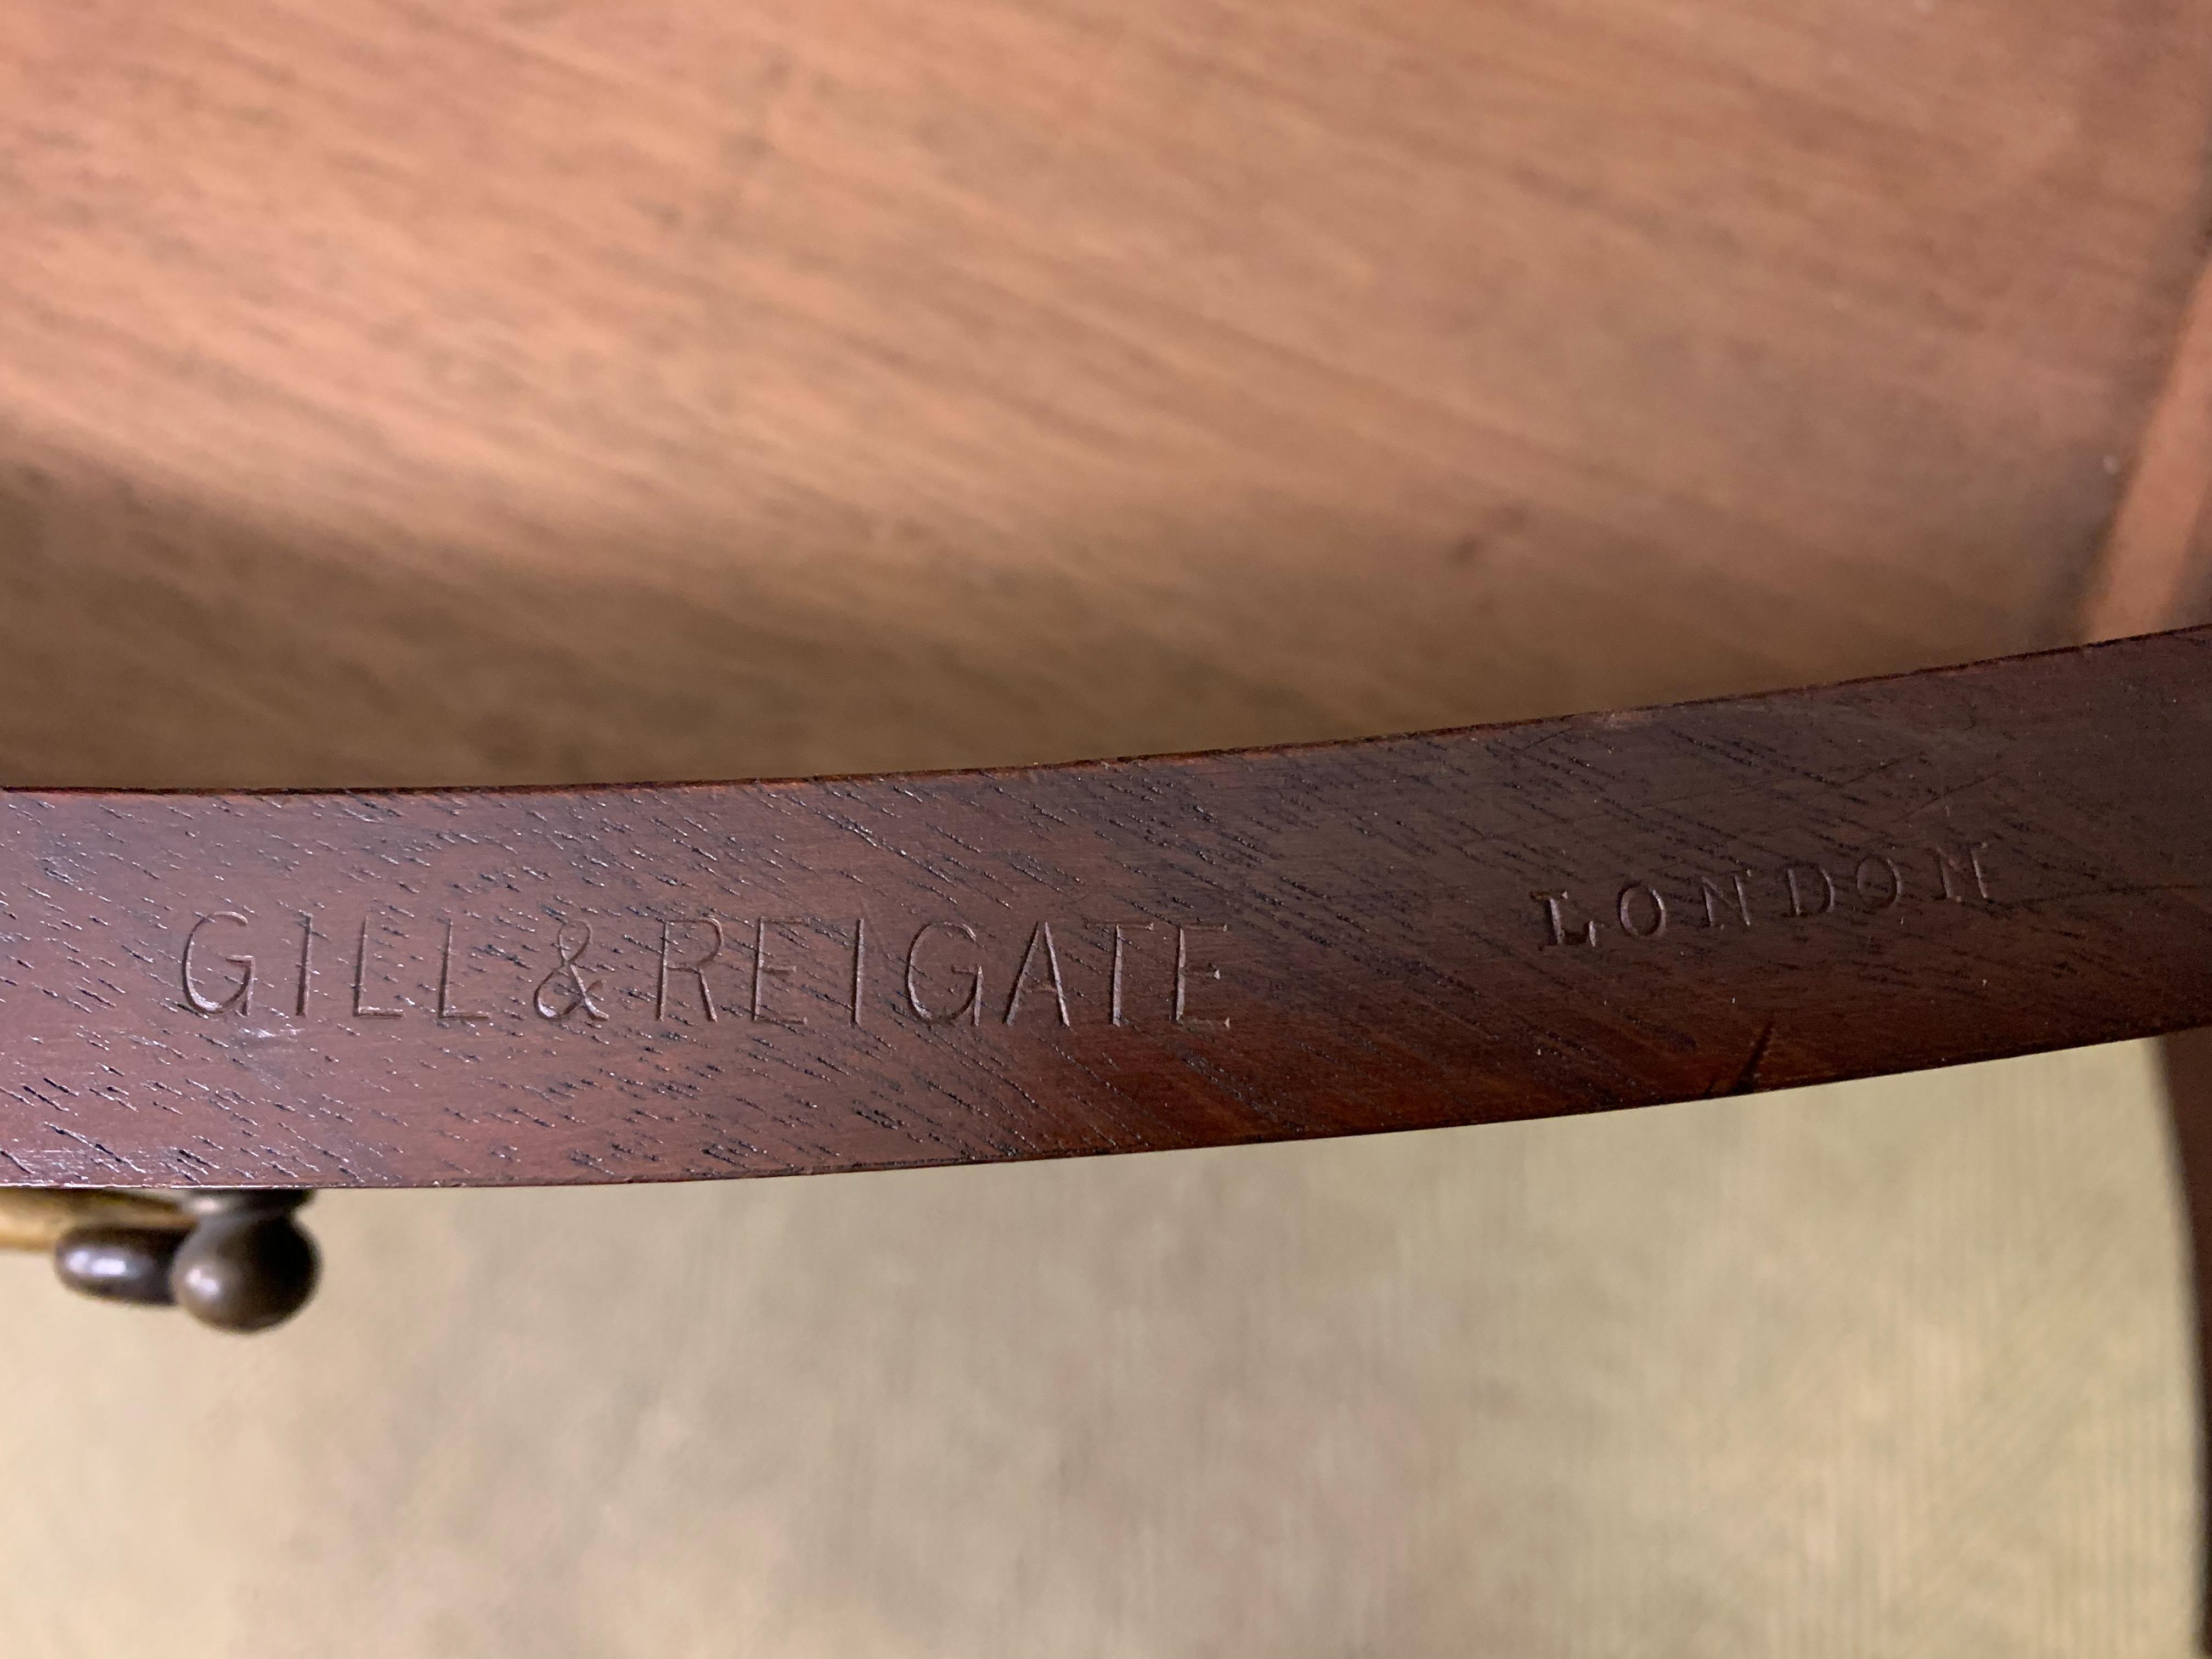 GILL & REIGATE LONDON